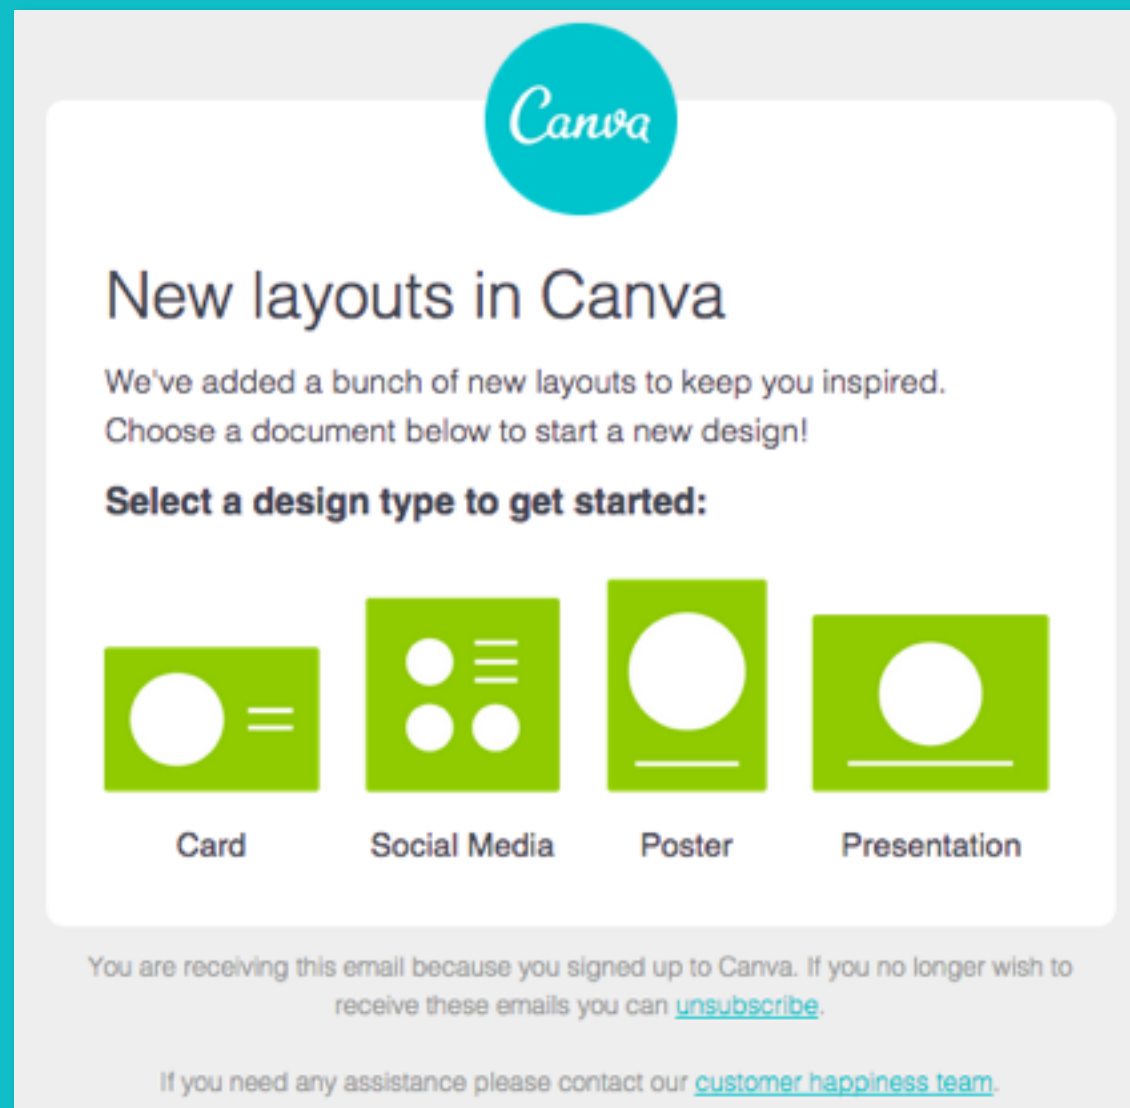 Canva
New layouts in Canva
We've added a bunch of new layouts to keep you inspired.
Choose a document below to start a new design!
Select a design type to get started:
Card Social Media Poster Presentation
You are receiving this email because you signed up to Canva. If you no longer wish to
receive these emails you can unsubscribe.
If you need any assistance please contact our customer happiness team.